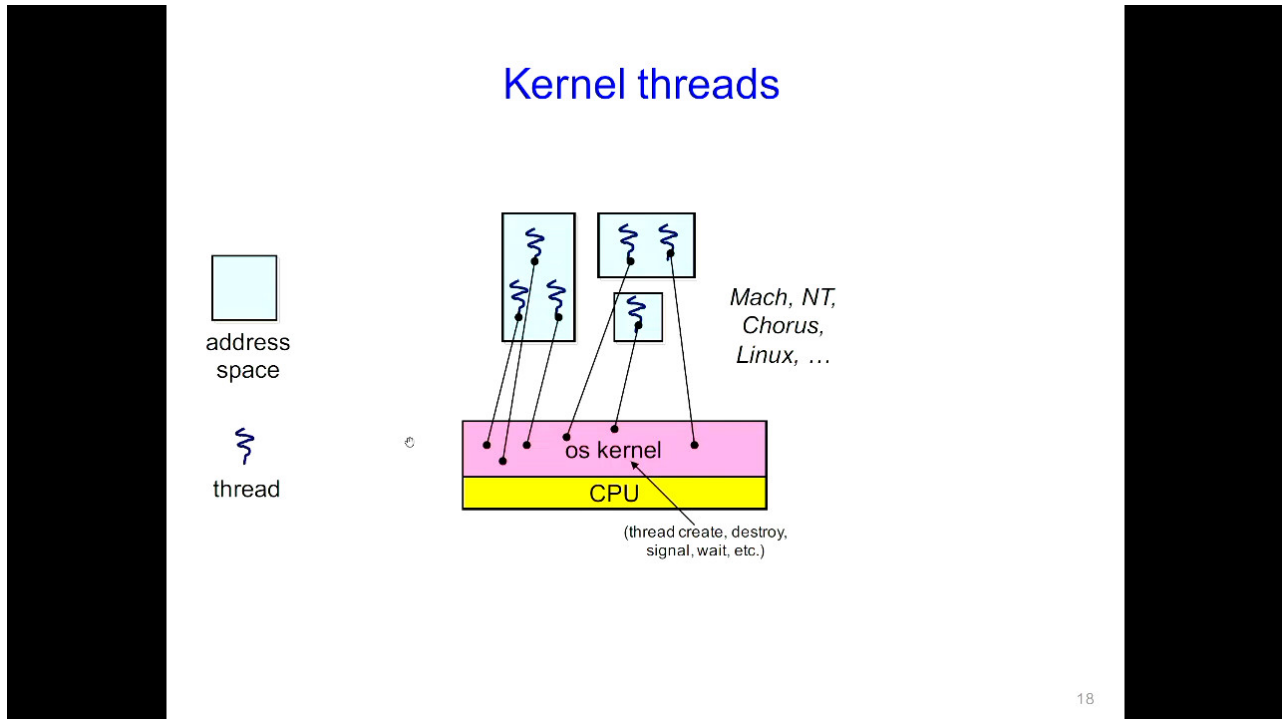 Kernel threads
address
space
thread
Mach, NT,
Chorus,
Linux, ...
os kernel
CPU
(thread create, destroy,
signal, wait, etc.)
18